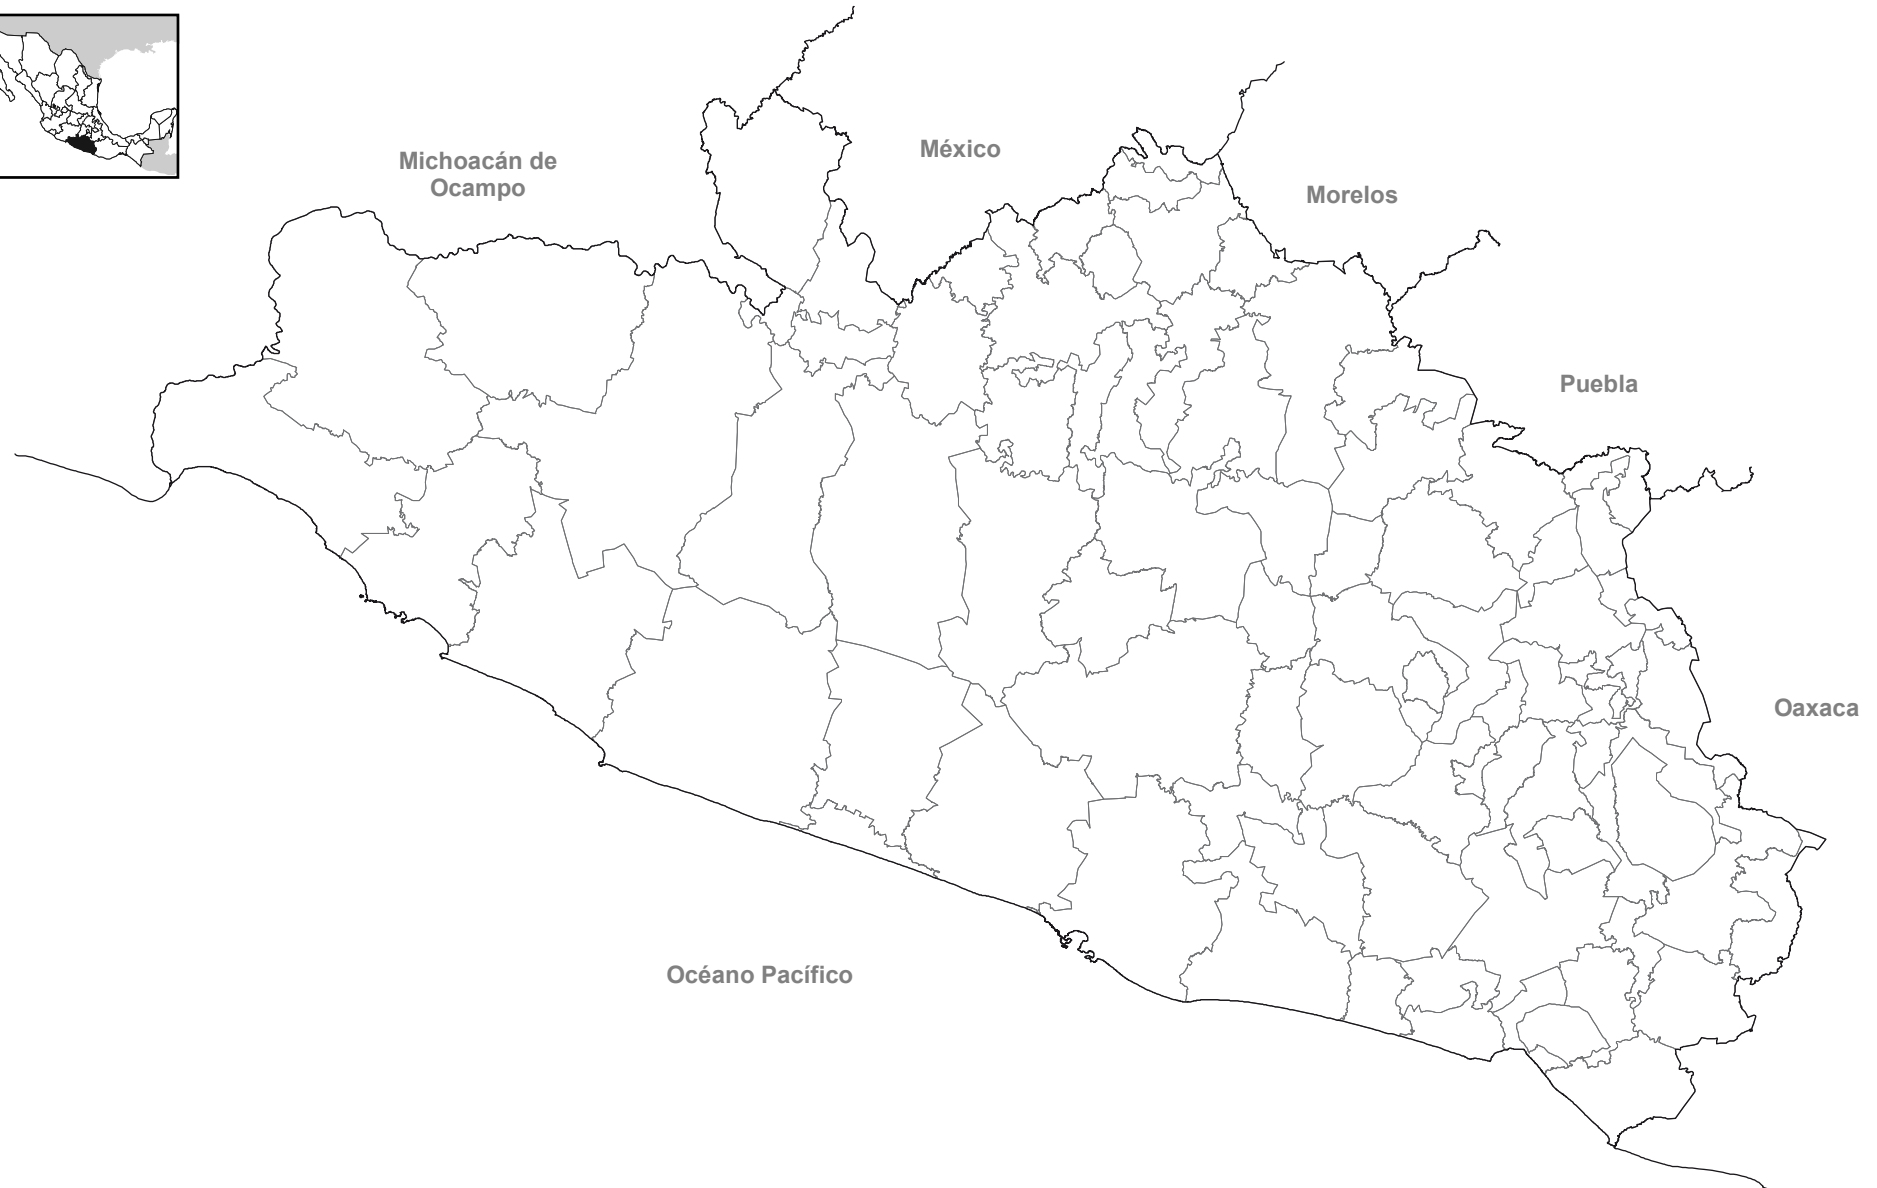 México
Michoacán de
Ocampo
Morelos
Puebla
Oaxaca
Océano Pacífico